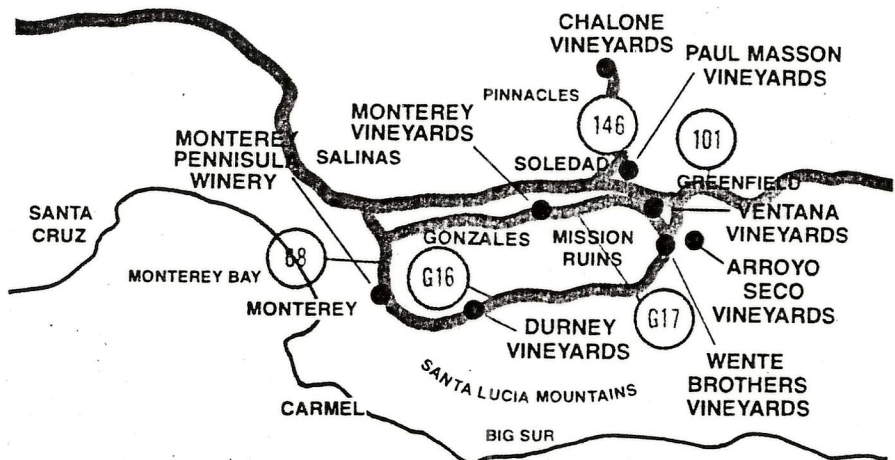 CHALONE
VINEYARDS
PAUL MASSON
VINEYARDS
PINNACLES
MONTEREY
VINEYARDS
146
101
MONTEREY
PENNISULA
WINERY
SALINAS
SOLEDAD
GREENFIELD
SANTA
CRUZ
VENTANA
VINEYARDS
GONZALES
MISSION
RUINS
68
MONTEREY BAY
G16
ARROYO
SECO
VINEYARDS
MONTEREY
G17
DURNEY
VINEYARDS
WENTE
BROTHERS
VINEYARDS
SANTA LUCIA MOUNTAINS
CARMEL
BIG SUR